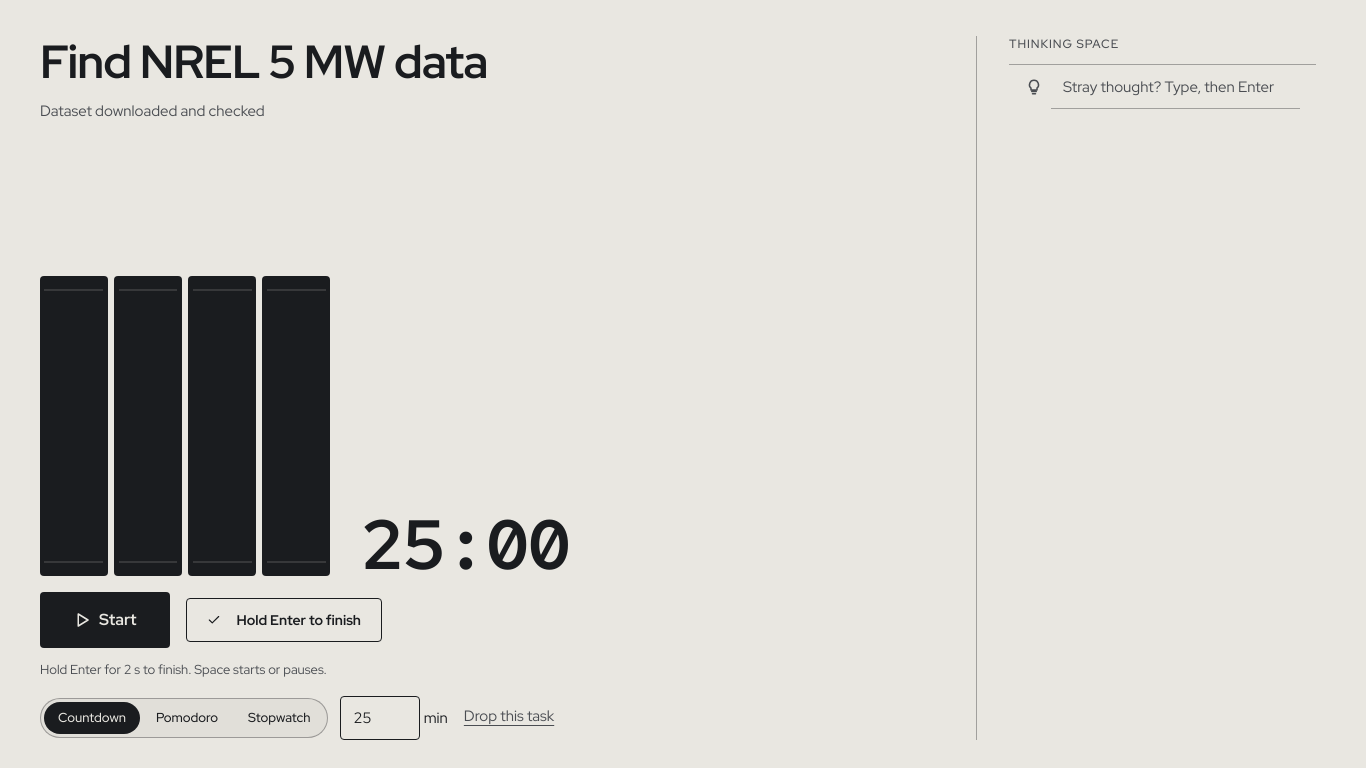 Find NREL 5 MW data
Dataset downloaded and checked
25:00
Start
Hold Enter to finish
Hold Enter for 2 s to finish. Space starts or pauses.
Countdown Pomodoro Stopwatch 25 min Drop this task
THINKING SPACE
Stray thought? Type, then Enter